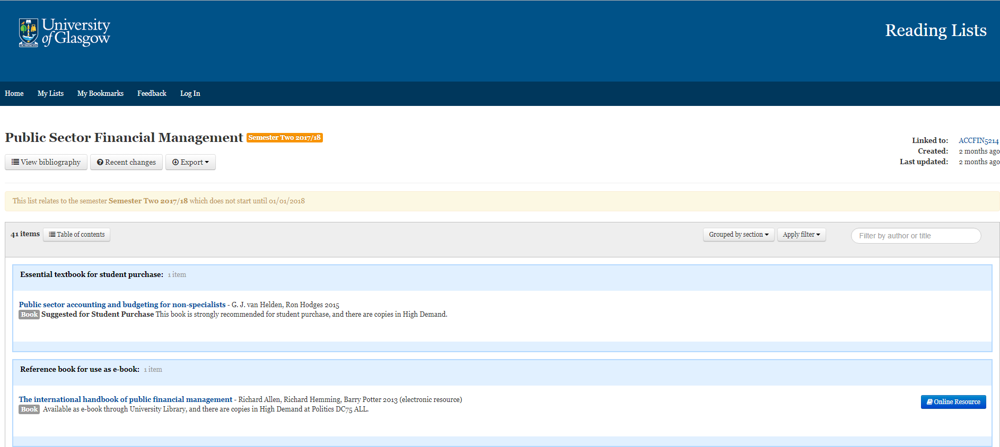 University
of Glasgow
VIA VERITAS VITA
Reading Lists
Home My Lists My Bookmarks Feedback Log In
Public Sector Financial Management Semester Two 2017/18
Linked to: ACCFIN5214
Created: 2 months ago
Last updated: 2 months ago
View bibliography Recent changes Export
This list relates to the semester Semester Two 2017/18 which does not start until 01/01/2018
41 items Table of contents Grouped by section Apply filter Filter by author or title
Essential textbook for student purchase: 1 item
Public sector accounting and budgeting for non-specialists - G. J. van Helden, Ron Hodges 2015
Book Suggested for Student Purchase This book is strongly recommended for student purchase, and there are copies in High Demand.
Reference book for use as e-book: 1 item
The international handbook of public financial management - Richard Allen, Richard Hemming, Barry Potter 2013 (electronic resource)
Online Resource
Book Available as e-book through University Library, and there are copies in High Demand at Politics DC75 ALL.